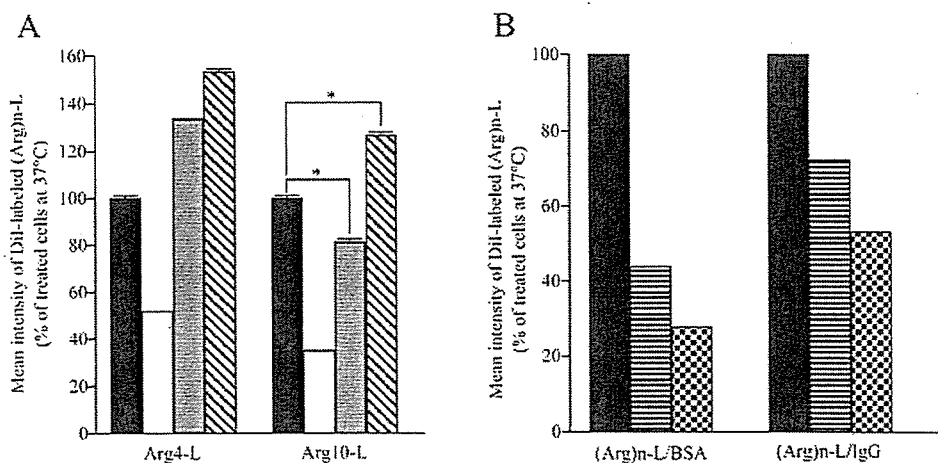 A
Mean intensity of DiI-labeled (Arg)n-L
(% of treated cells at 37°C)
160
140
120
100
80
60
40
20
0
*
*
Arg4-L
Arg10-L
B
Mean intensity of DiI-labeled (Arg)n-L
(% of treated cells at 37°C)
100
80
60
40
20
0
(Arg)n-L/BSA
(Arg)n-L/IgG